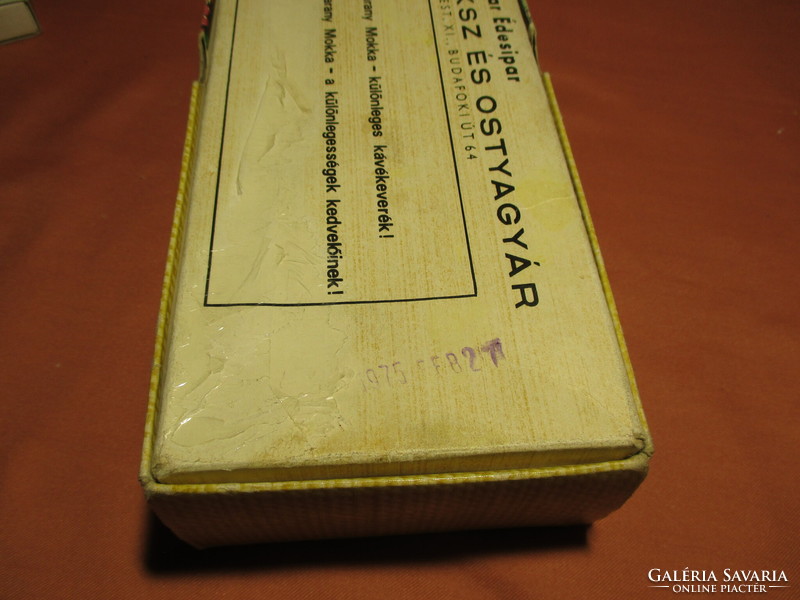 ar Édesipar
KSZ ÉS OSTYAGYÁR
EST, XI., BUDAFOKI ÚT 64
arany Mokka – különleges kávékeverék!
arany Mokka – a különlegességek kedvelőinek!
975 FEB 27
GALÉRIA SAVARIA
ONLINE PIACTÉR